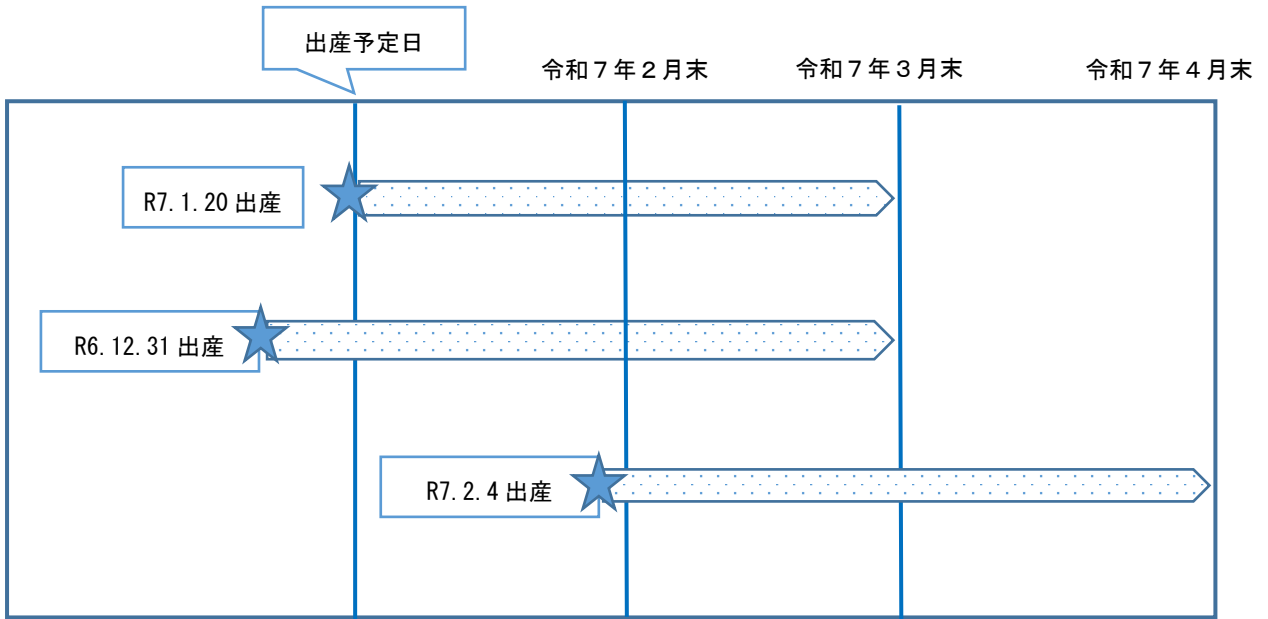 出産予定日
令和７年２月末
令和７年３月末
令和７年４月末
R7.1.20 出産
R6.12.31 出産
R7.2.4 出産